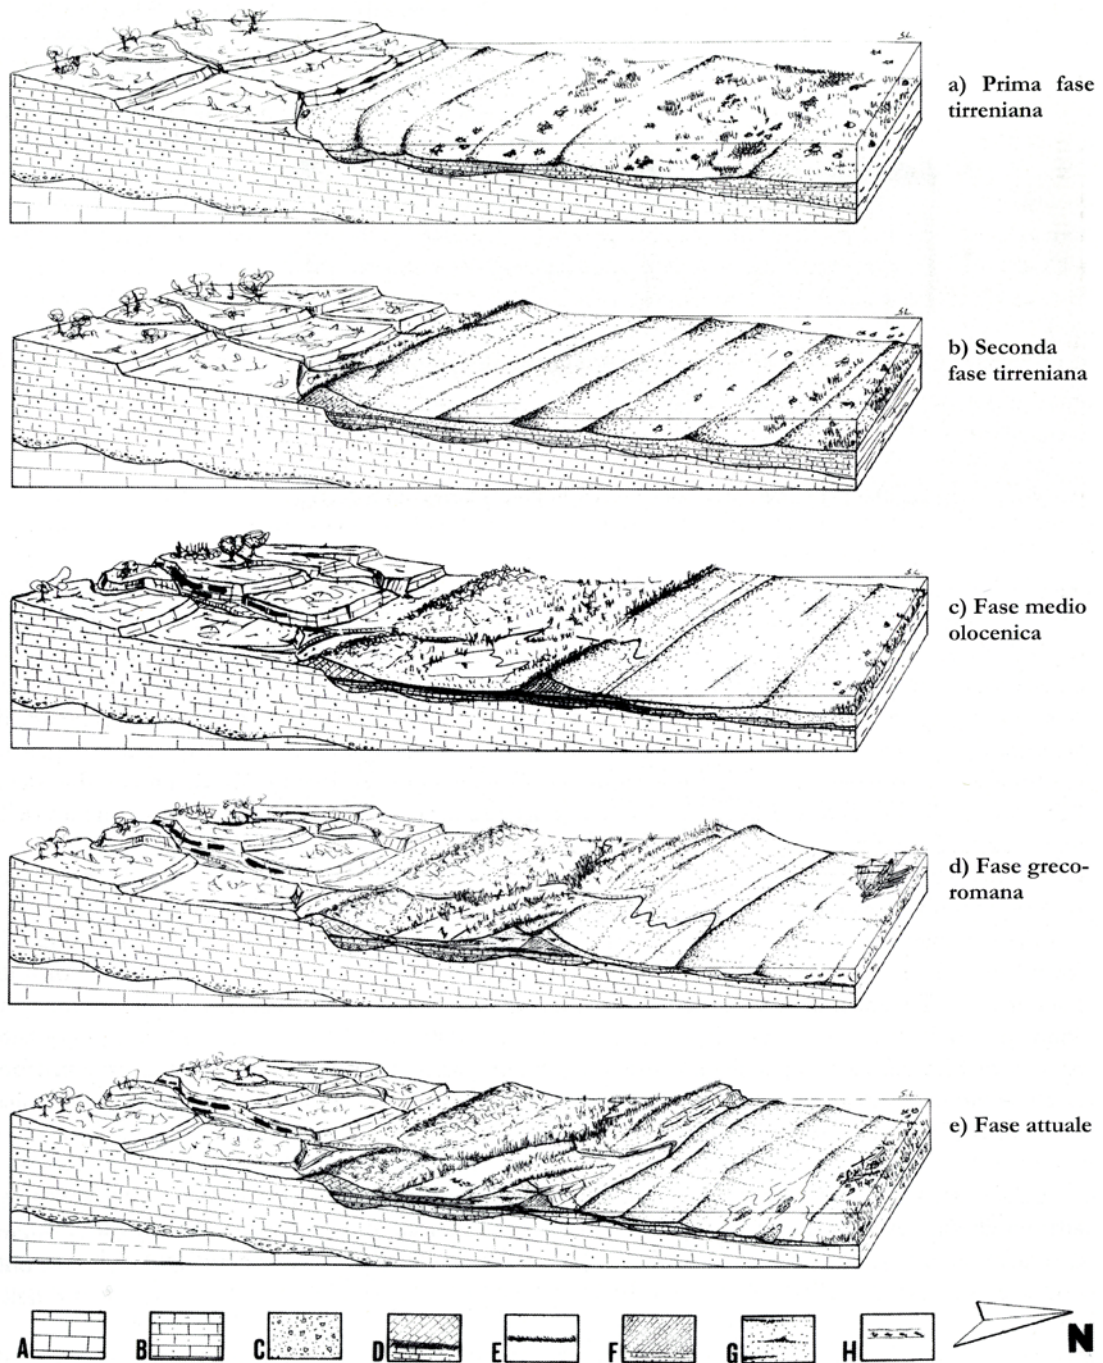 S.L
a) Prima fase
tirreniana
S.L
b) Seconda
fase tirreniana
S.L
c) Fase medio
olocenica
S.L
d) Fase greco-
romana
S.L
e) Fase attuale
A B C D E F G H N